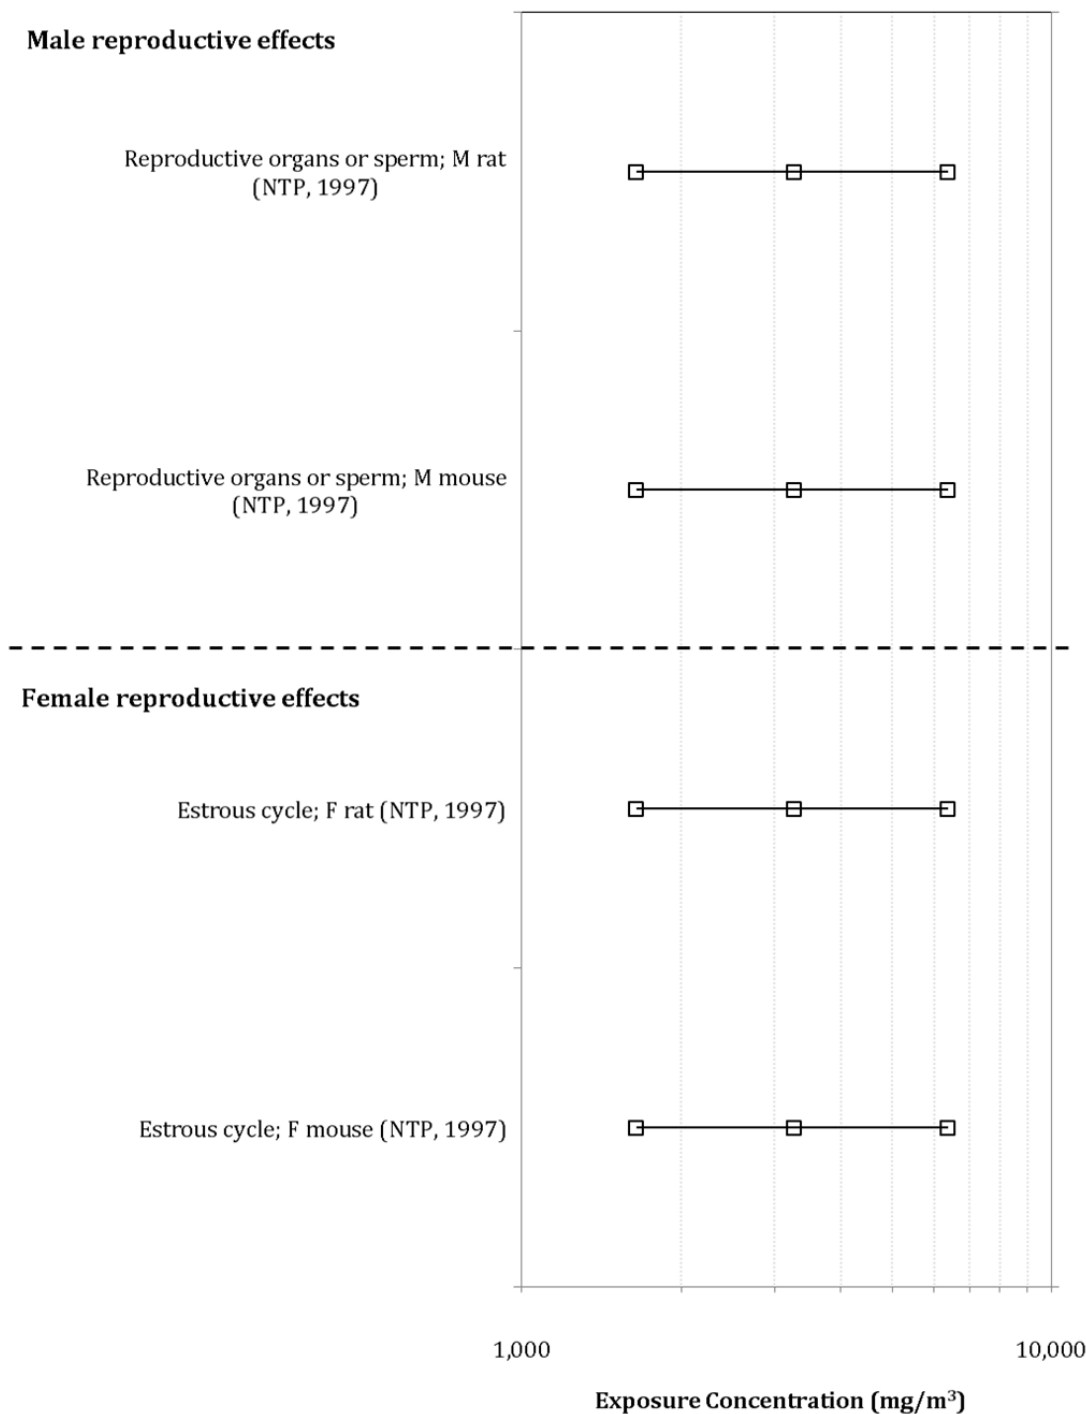 Male reproductive effects
Reproductive organs or sperm; M rat
(NTP, 1997)
Reproductive organs or sperm; M mouse
(NTP, 1997)
Female reproductive effects
Estrous cycle; F rat (NTP, 1997)
Estrous cycle; F mouse (NTP, 1997)
1,000
10,000
Exposure Concentration (mg/m³)